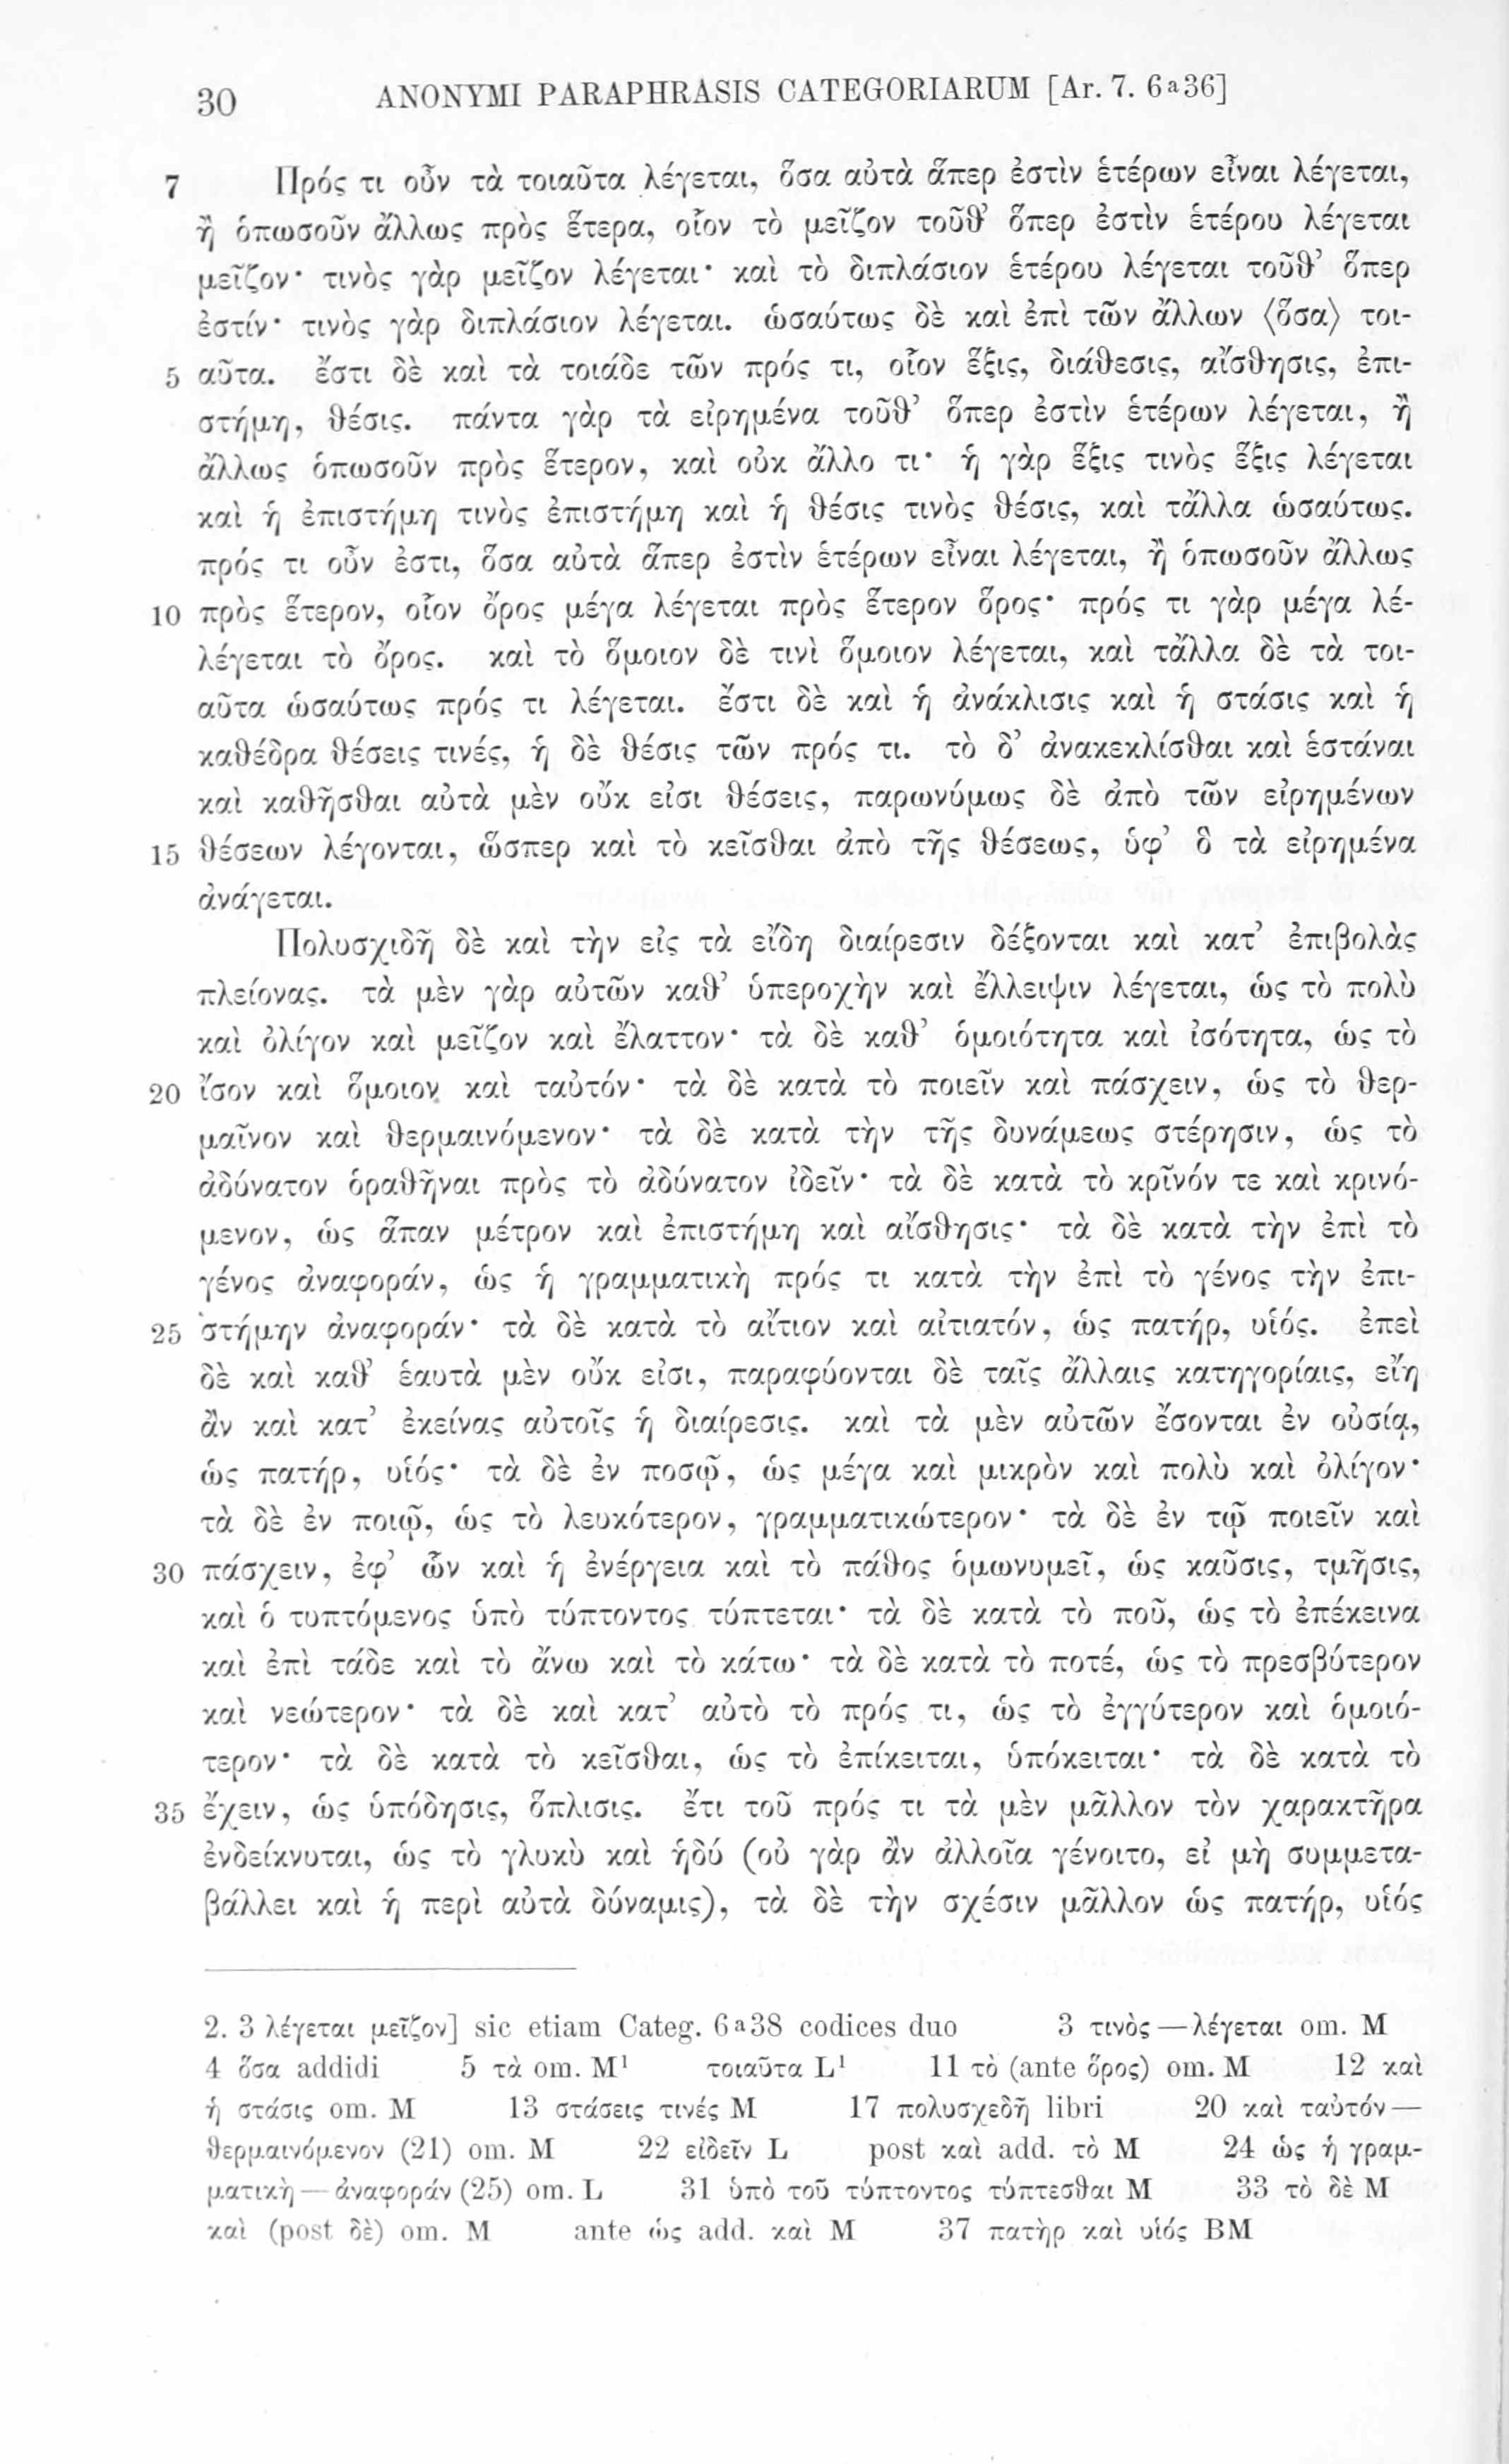 30 ANONYMI PARAPHRASIS CATEGORIARUM [Ar. 7. 6a36]
7 Πρός τι οὖν τὰ τοιαῦτα λέγεται, ὅσα αὐτὰ ἅπερ ἐστὶν ἑτέρων εἶναι λέγεται,
ἢ ὁπωσοῦν ἄλλως πρὸς ἕτερα, οἷον τὸ μεῖζον τοῦθ’ ὅπερ ἐστὶν ἑτέρου λέγεται
μεῖζον· τινὸς γὰρ μεῖζον λέγεται· καὶ τὸ διπλάσιον ἑτέρου λέγεται τοῦθ’ ὅπερ
ἐστίν· τινὸς γὰρ διπλάσιον λέγεται. ὡσαύτως δὲ καὶ ἐπὶ τῶν ἄλλων ⟨ὅσα⟩ τοι-
5 αῦτα. ἔστι δὲ καὶ τὰ τοιάδε τῶν πρός τι, οἷον ἕξις, διάθεσις, αἴσθησις, ἐπι-
στήμη, θέσις. πάντα γὰρ τὰ εἰρημένα τοῦθ’ ὅπερ ἐστὶν ἑτέρων λέγεται, ἢ
ἄλλως ὁπωσοῦν πρὸς ἕτερον, καὶ οὐκ ἄλλο τι· ἡ γὰρ ἕξις τινὸς ἕξις λέγεται
καὶ ἡ ἐπιστήμη τινὸς ἐπιστήμη καὶ ἡ θέσις τινὸς θέσις, καὶ τἄλλα ὡσαύτως.
πρός τι οὖν ἐστι, ὅσα αὐτὰ ἅπερ ἐστὶν ἑτέρων εἶναι λέγεται, ἢ ὁπωσοῦν ἄλλως
10 πρὸς ἕτερον, οἷον ὄρος μέγα λέγεται πρὸς ἕτερον ὄρος· πρός τι γὰρ μέγα λέ-
λέγεται τὸ ὄρος. καὶ τὸ ὅμοιον δὲ τινὶ ὅμοιον λέγεται, καὶ τἄλλα δὲ τὰ τοι-
αῦτα ὡσαύτως πρός τι λέγεται. ἔστι δὲ καὶ ἡ ἀνάκλισις καὶ ἡ στάσις καὶ ἡ
καθέδρα θέσεις τινές, ἡ δὲ θέσις τῶν πρός τι. τὸ δ’ ἀνακεκλίσθαι καὶ ἑστάναι
καὶ καθῆσθαι αὐτὰ μὲν οὔκ εἰσι θέσεις, παρωνύμως δὲ ἀπὸ τῶν εἰρημένων
15 θέσεων λέγονται, ὥσπερ καὶ τὸ κεῖσθαι ἀπὸ τῆς θέσεως, ὑφ’ ὃ τὰ εἰρημένα
ἀνάγεται.
Πολυσχιδῆ δὲ καὶ τὴν εἰς τὰ εἴδη διαίρεσιν δέξονται καὶ κατ’ ἐπιβολὰς
πλείονας. τὰ μὲν γὰρ αὐτῶν καθ’ ὑπεροχὴν καὶ ἔλλειψιν λέγεται, ὡς τὸ πολὺ
καὶ ὀλίγον καὶ μεῖζον καὶ ἔλαττον· τὰ δὲ καθ’ ὁμοιότητα καὶ ἰσότητα, ὡς τὸ
20 ἴσον καὶ ὅμοιον καὶ ταὐτόν· τὰ δὲ κατὰ τὸ ποιεῖν καὶ πάσχειν, ὡς τὸ θερ-
μαῖνον καὶ θερμαινόμενον· τὰ δὲ κατὰ τὴν τῆς δυνάμεως στέρησιν, ὡς τὸ
ἀδύνατον ὁραθῆναι πρὸς τὸ ἀδύνατον ἰδεῖν· τὰ δὲ κατὰ τὸ κρῖνόν τε καὶ κρινό-
μενον, ὡς ἅπαν μέτρον καὶ ἐπιστήμη καὶ αἴσθησις· τὰ δὲ κατὰ τὴν ἐπὶ τὸ
γένος ἀναφοράν, ὡς ἡ γραμματικὴ πρός τι κατὰ τὴν ἐπὶ τὸ γένος τὴν ἐπι-
25 στήμην ἀναφοράν· τὰ δὲ κατὰ τὸ αἴτιον καὶ αἰτιατόν, ὡς πατήρ, υἱός. ἐπεὶ
δὲ καὶ καθ’ ἑαυτὰ μὲν οὔκ εἰσι, παραφύονται δὲ ταῖς ἄλλαις κατηγορίαις, εἴη
ἂν καὶ κατ’ ἐκείνας αὐτοῖς ἡ διαίρεσις. καὶ τὰ μὲν αὐτῶν ἔσονται ἐν οὐσίᾳ,
ὡς πατήρ, υἱός· τὰ δὲ ἐν ποσῷ, ὡς μέγα καὶ μικρὸν καὶ πολὺ καὶ ὀλίγον·
τὰ δὲ ἐν ποιῷ, ὡς τὸ λευκότερον, γραμματικώτερον· τὰ δὲ ἐν τῷ ποιεῖν καὶ
30 πάσχειν, ἐφ’ ὧν καὶ ἡ ἐνέργεια καὶ τὸ πάθος ὁμωνυμεῖ, ὡς καῦσις, τμῆσις,
καὶ ὁ τυπτόμενος ὑπὸ τύπτοντος τύπτεται· τὰ δὲ κατὰ τὸ ποῦ, ὡς τὸ ἐπέκεινα
καὶ ἐπὶ τάδε καὶ τὸ ἄνω καὶ τὸ κάτω· τὰ δὲ κατὰ τὸ ποτέ, ὡς τὸ πρεσβύτερον
καὶ νεώτερον· τὰ δὲ καὶ κατ’ αὐτὸ τὸ πρός τι, ὡς τὸ ἐγγύτερον καὶ ὁμοιό-
τερον· τὰ δὲ κατὰ τὸ κεῖσθαι, ὡς τὸ ἐπίκειται, ὑπόκειται· τὰ δὲ κατὰ τὸ
35 ἔχειν, ὡς ὑπόδησις, ὅπλισις. ἔτι τοῦ πρός τι τὰ μὲν μᾶλλον τὸν χαρακτῆρα
ἐνδείκνυται, ὡς τὸ γλυκὺ καὶ ἡδύ (οὐ γὰρ ἂν ἀλλοῖα γένοιτο, εἰ μὴ συμμετα-
βάλλει καὶ ἡ περὶ αὐτὰ δύναμις), τὰ δὲ τὴν σχέσιν μᾶλλον ὡς πατήρ, υἱός
2. 3 λέγεται μεῖζον] sic etiam Categ. 6a38 codices duo 3 τινὸς—λέγεται om. M
4 ὅσα addidi 5 τὰ om. M¹ τοιαῦτα L¹ 11 τὸ (ante ὄρος) om. M 12 καὶ
ἡ στάσις om. M 13 στάσεις τινές M 17 πολυσχεδῆ libri 20 καὶ ταὐτόν—
θερμαινόμενον (21) om. M 22 εἰδεῖν L post καὶ add. τὸ M 24 ὡς ἡ γραμ-
ματικὴ—ἀναφοράν (25) om. L 31 ὑπὸ τοῦ τύπτοντος τύπτεσθαι M 33 τὸ δὲ M
καὶ (post δὲ) om. M ante ὡς add. καὶ M 37 πατὴρ καὶ υἱός BM